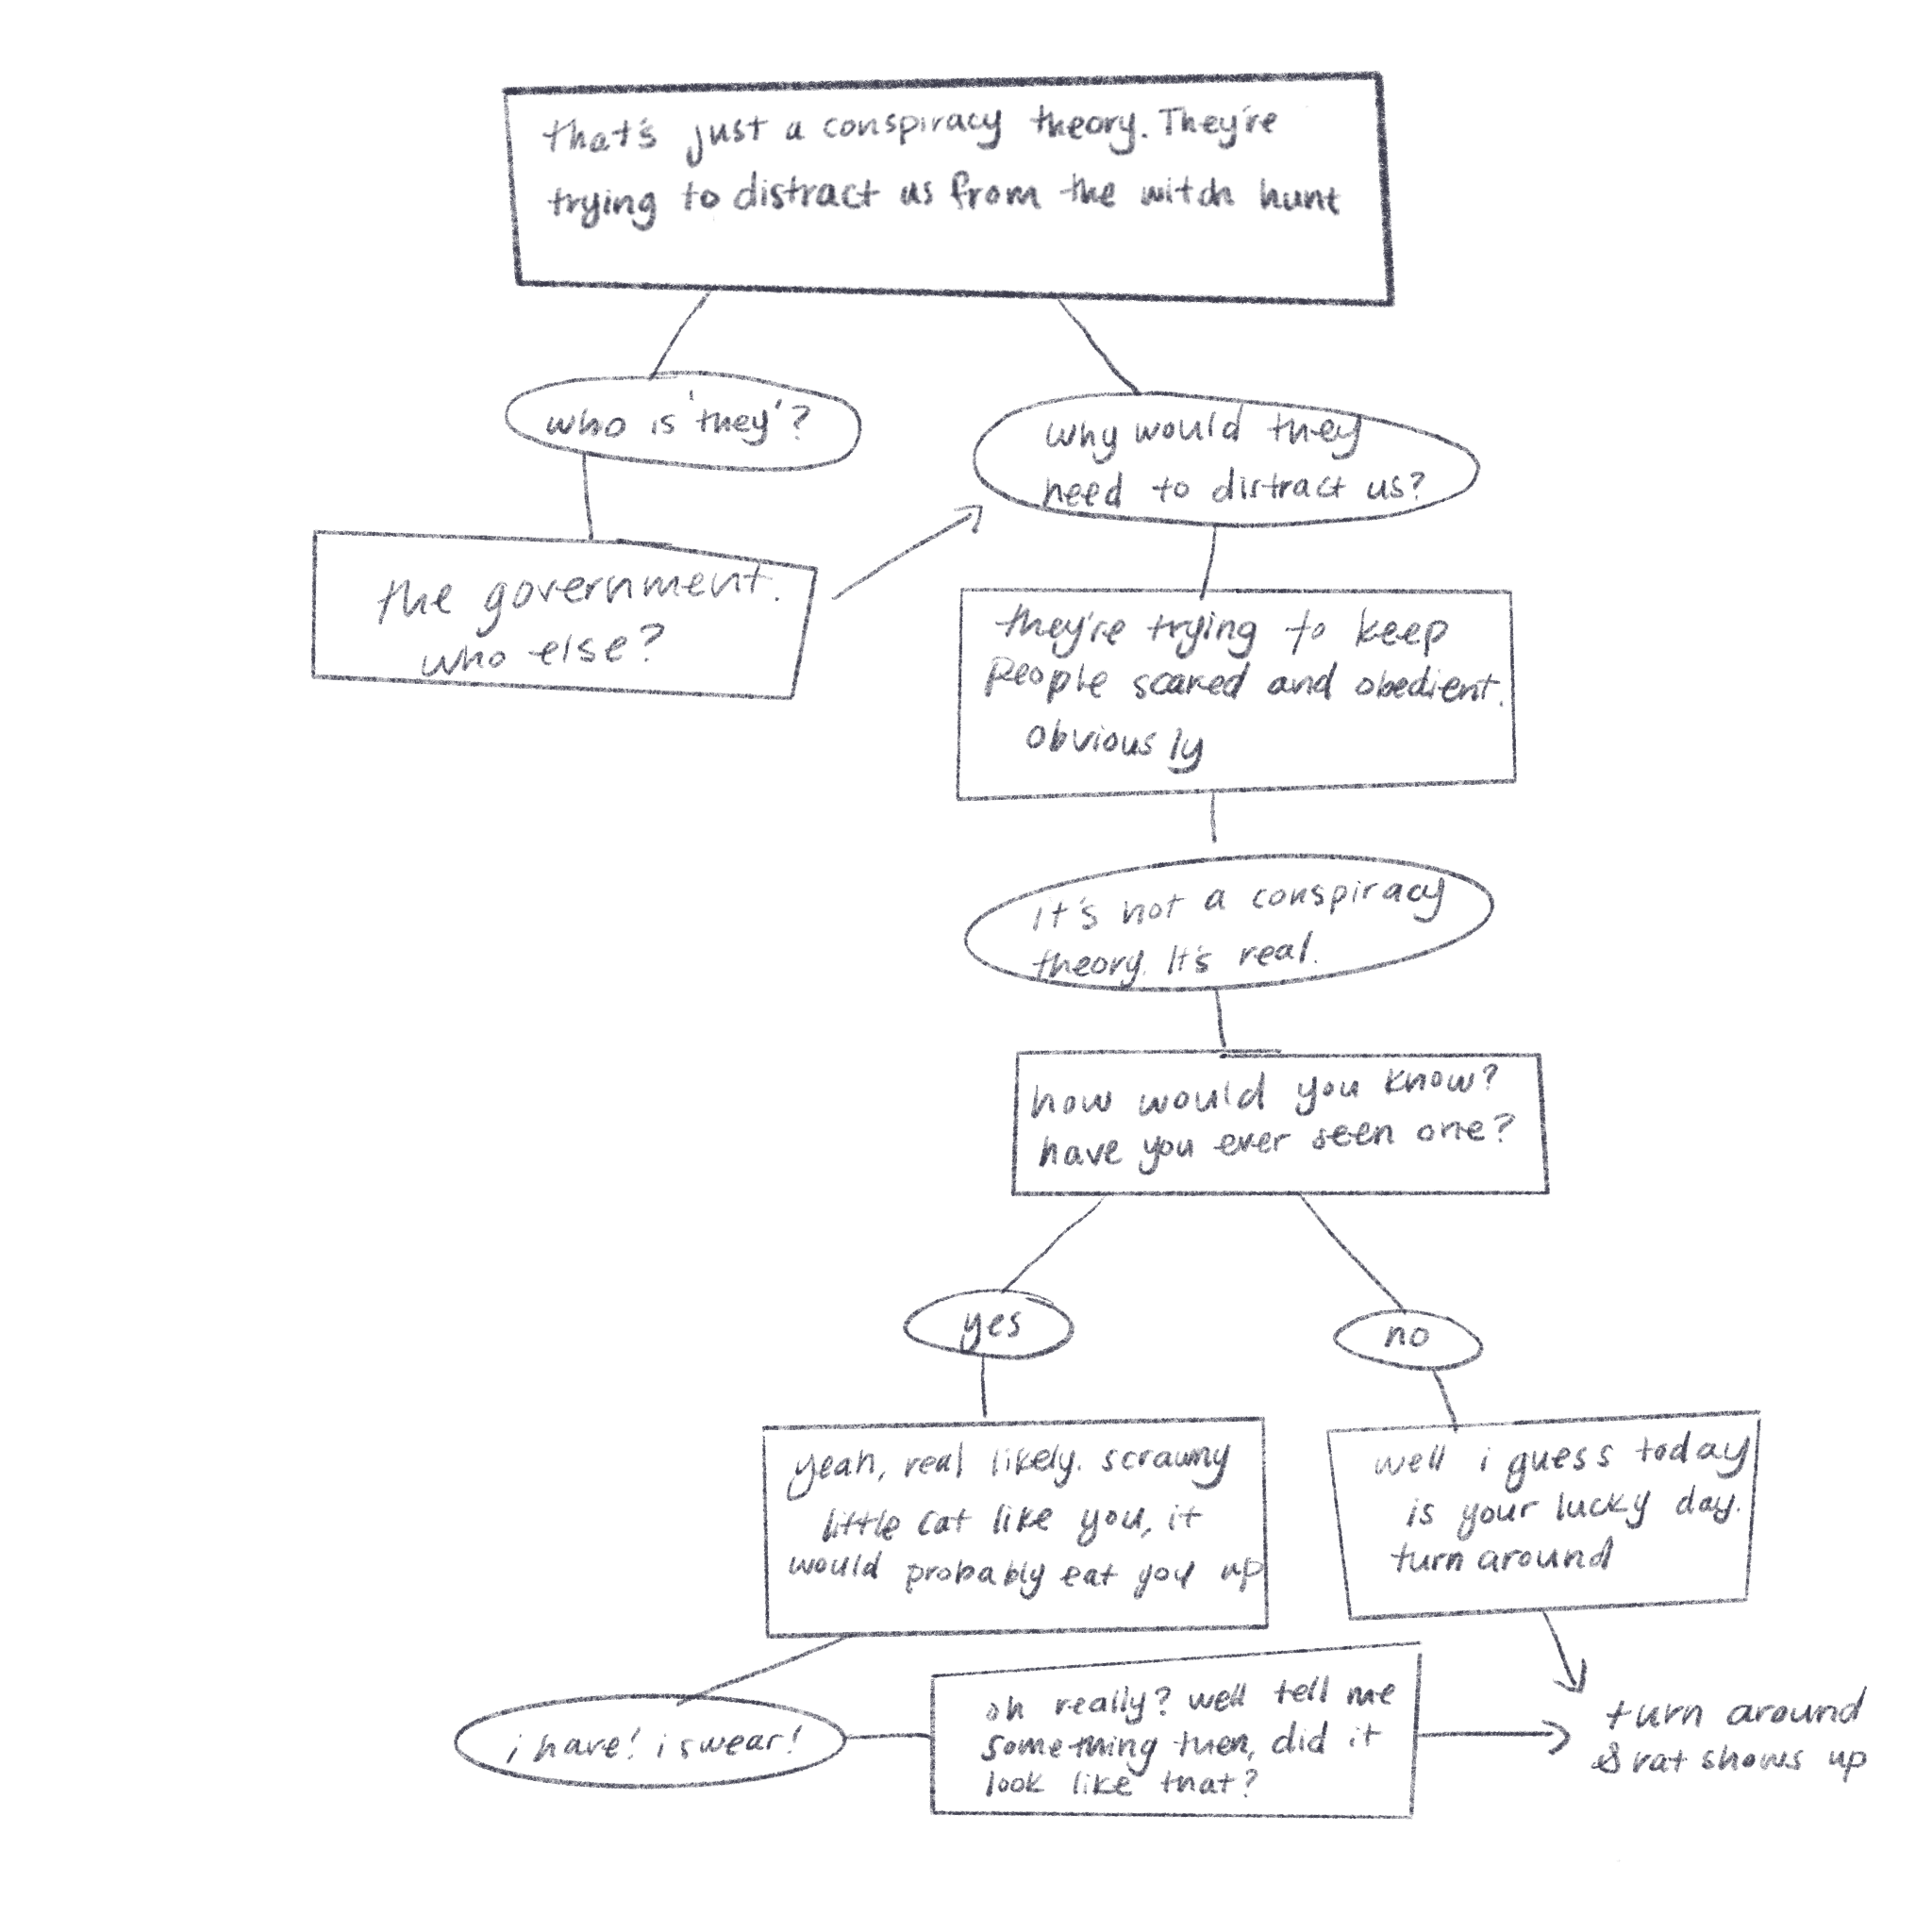 that's just a conspiracy theory. They're
trying to distract us from the witch hunt
who is 'they'?
why would they
need to distract us?
the government.
who else?
they're trying to keep
people scared and obedient.
obviously
it's not a conspiracy
theory. It's real.
how would you know?
have you ever seen one?
yes
no
yeah, real likely. scrawny
little cat like you, it
would probably eat you up
well i guess today
is your lucky day.
turn around
i have! i swear!
oh really? well tell me
something then, did it
look like that?
turn around
& rat shows up